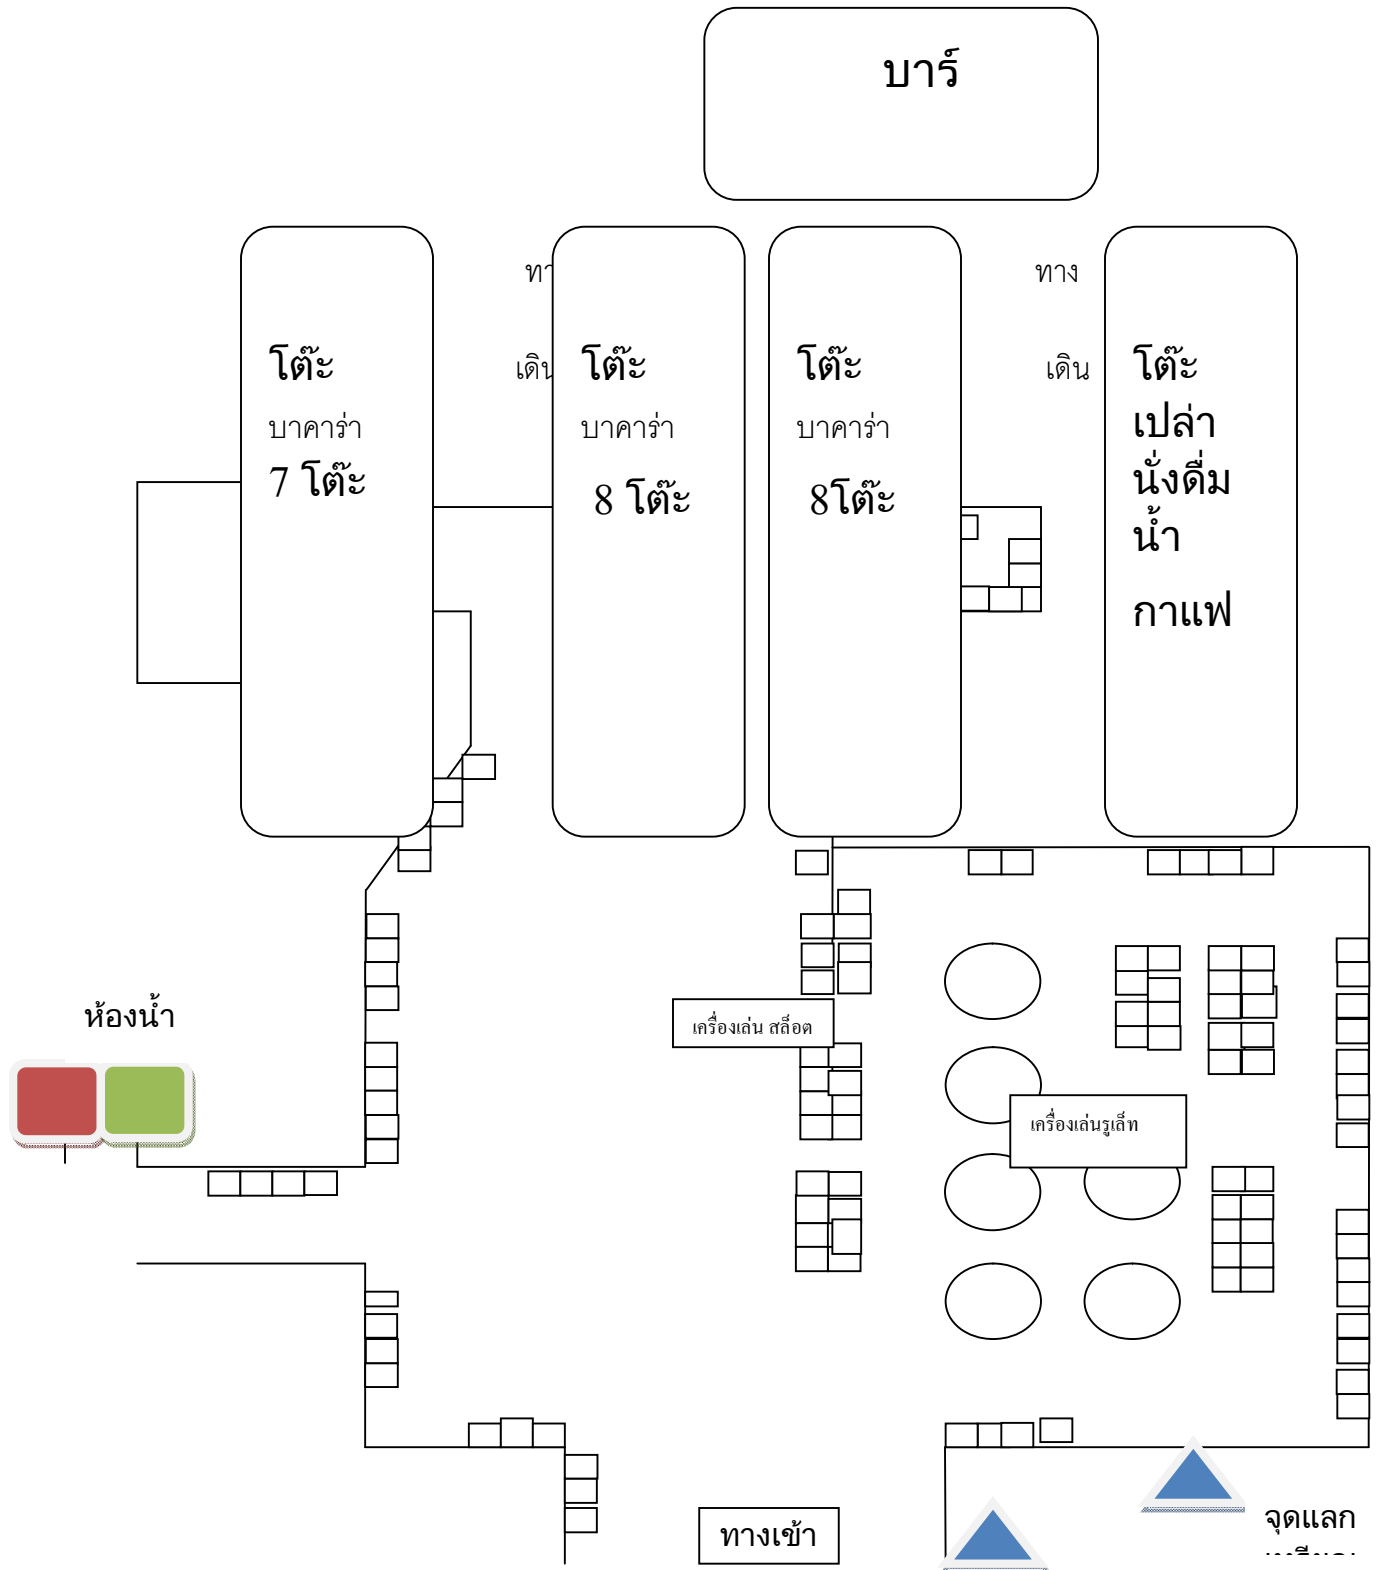 บาร์
ทาง
เดิน
โต๊ะ
บาคาร่า
7 โต๊ะ
โต๊ะ
บาคาร่า
8 โต๊ะ
โต๊ะ
บาคาร่า
8โต๊ะ
ทาง
เดิน
โต๊ะ
เปล่า
นั่งดื่ม
น้ำ
กาแฟ
ห้องน้ำ
เครื่องเล่น สล็อต
เครื่องเล่นรูเล็ท
ทางเข้า
จุดแลก